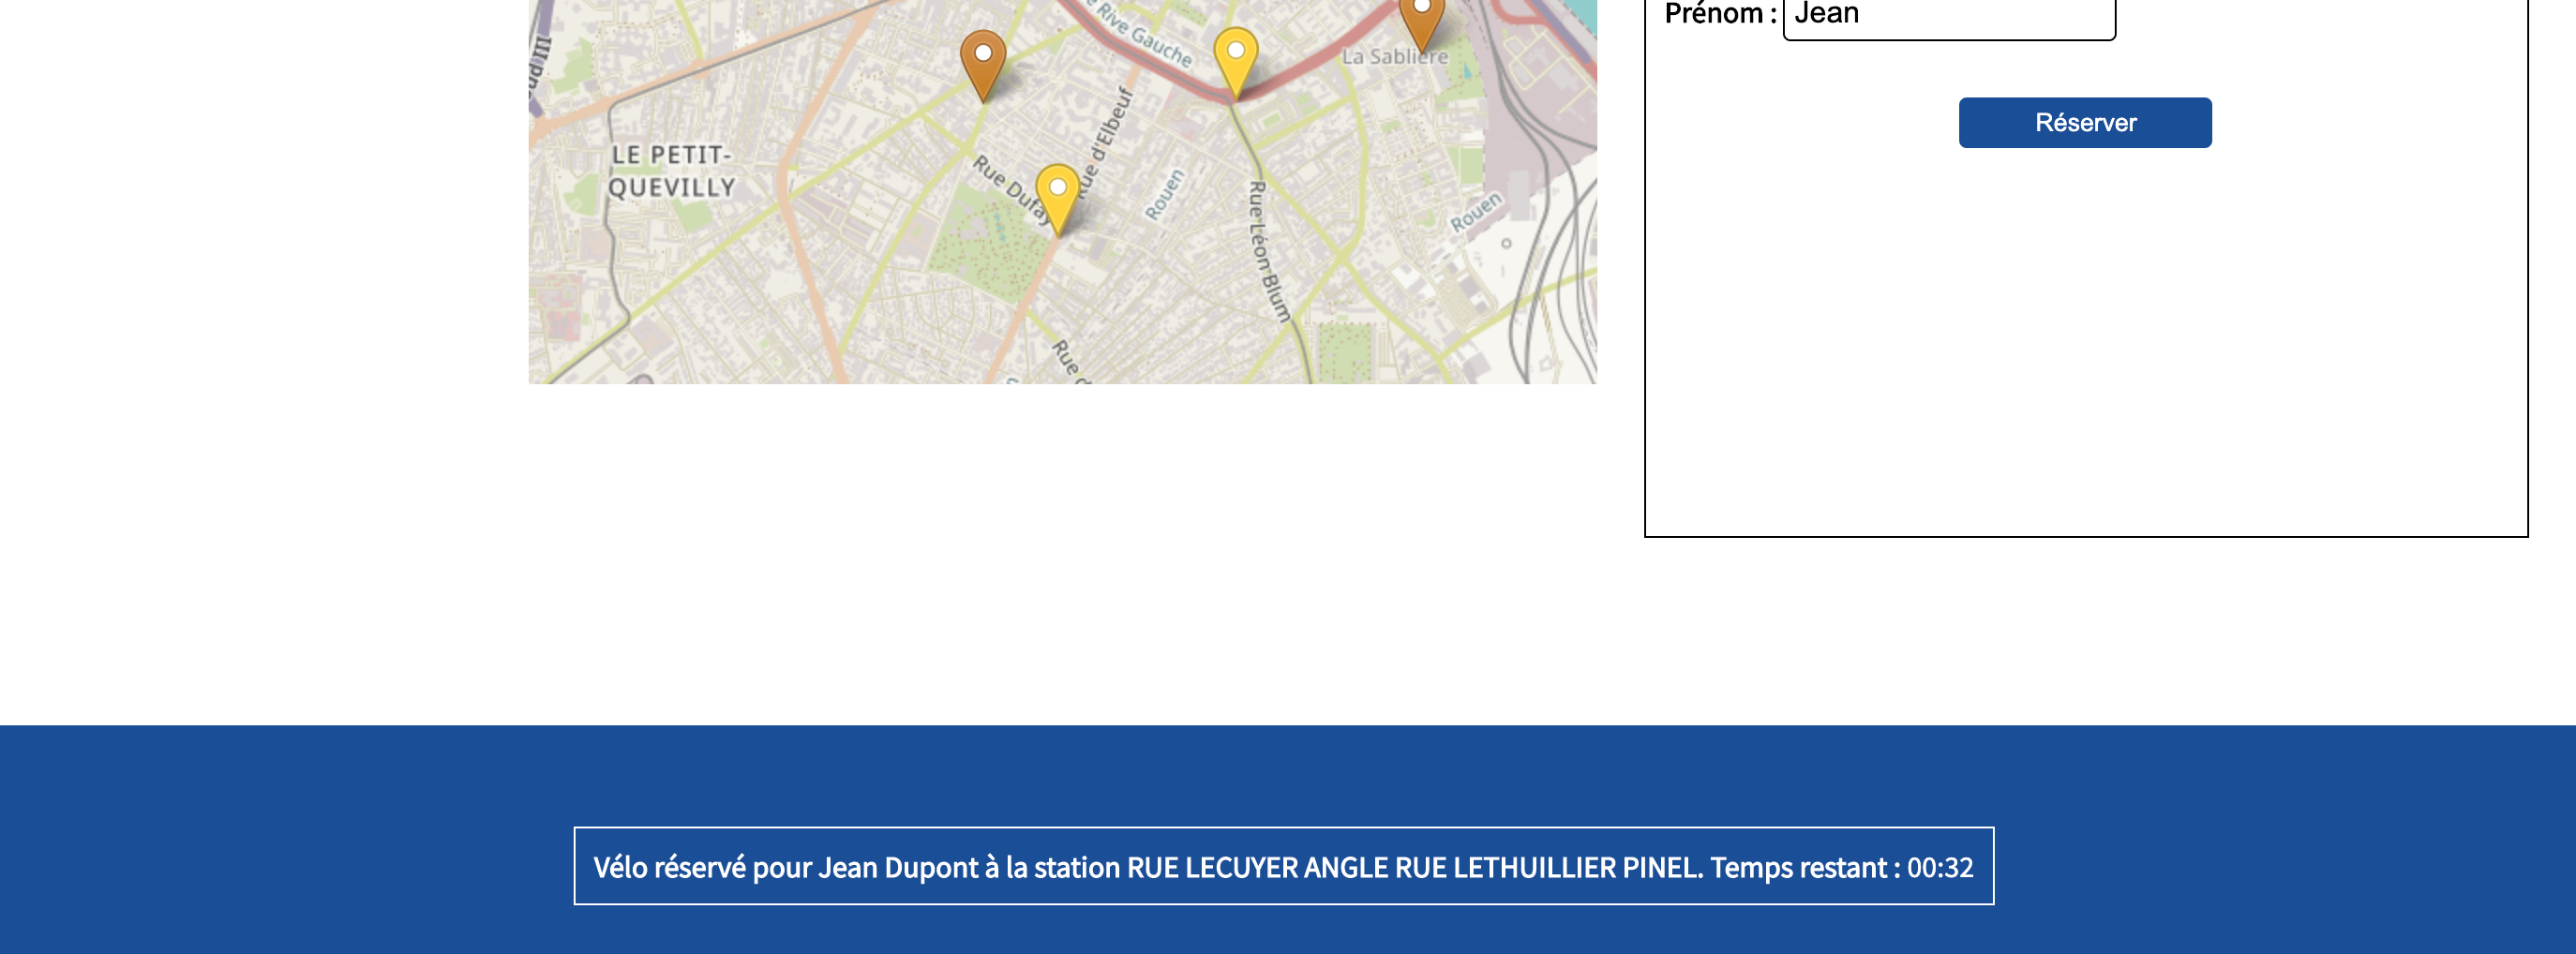 Prénom : Jean
Rive Gauche
La Sablière
Réserver
Rue d'Elbeuf
LE PETIT-
QUEVILLY
Rue Dufay
Rouen
Rouen
Rue Léon Blum
Vélo réservé pour Jean Dupont à la station RUE LECUYER ANGLE RUE LETHUILLIER PINEL. Temps restant : 00:32